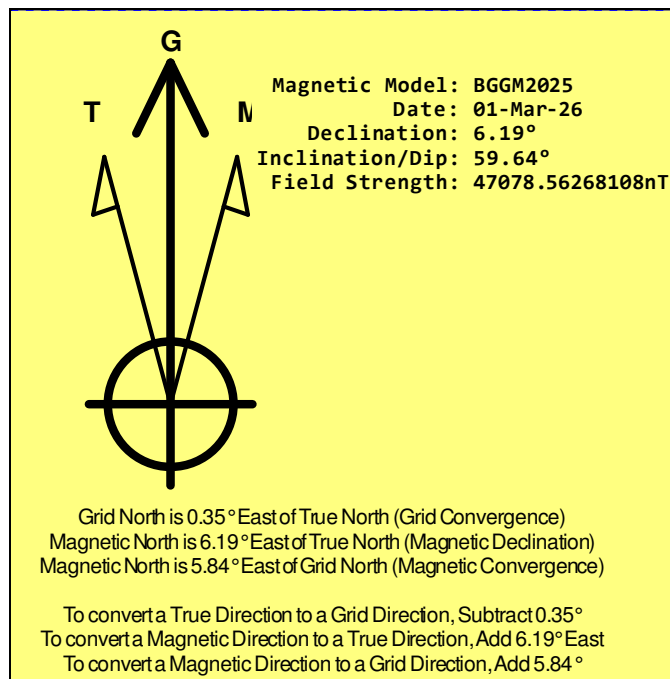 G
T
Magnetic Model: BGGM2025
Date: 01-Mar-26
Declination: 6.19°
Inclination/Dip: 59.64°
Field Strength: 47078.56268108nT
Grid North is 0.35° East of True North (Grid Convergence)
Magnetic North is 6.19° East of True North (Magnetic Declination)
Magnetic North is 5.84° East of Grid North (Magnetic Convergence)
To convert a True Direction to a Grid Direction, Subtract 0.35°
To convert a Magnetic Direction to a True Direction, Add 6.19° East
To convert a Magnetic Direction to a Grid Direction, Add 5.84°